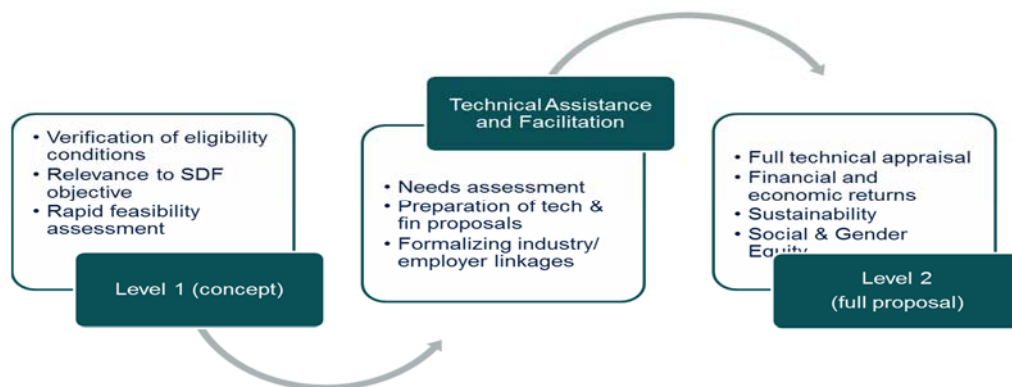 • Verification of eligibility
conditions
• Relevance to SDF
objective
• Rapid feasibility
assessment
Level 1 (concept)
Technical Assistance
and Facilitation
• Needs assessment
• Preparation of tech &
fin proposals
• Formalizing industry/
employer linkages
• Full technical appraisal
• Financial and
economic returns
• Sustainability
• Social & Gender
Equity
Level 2
(full proposal)